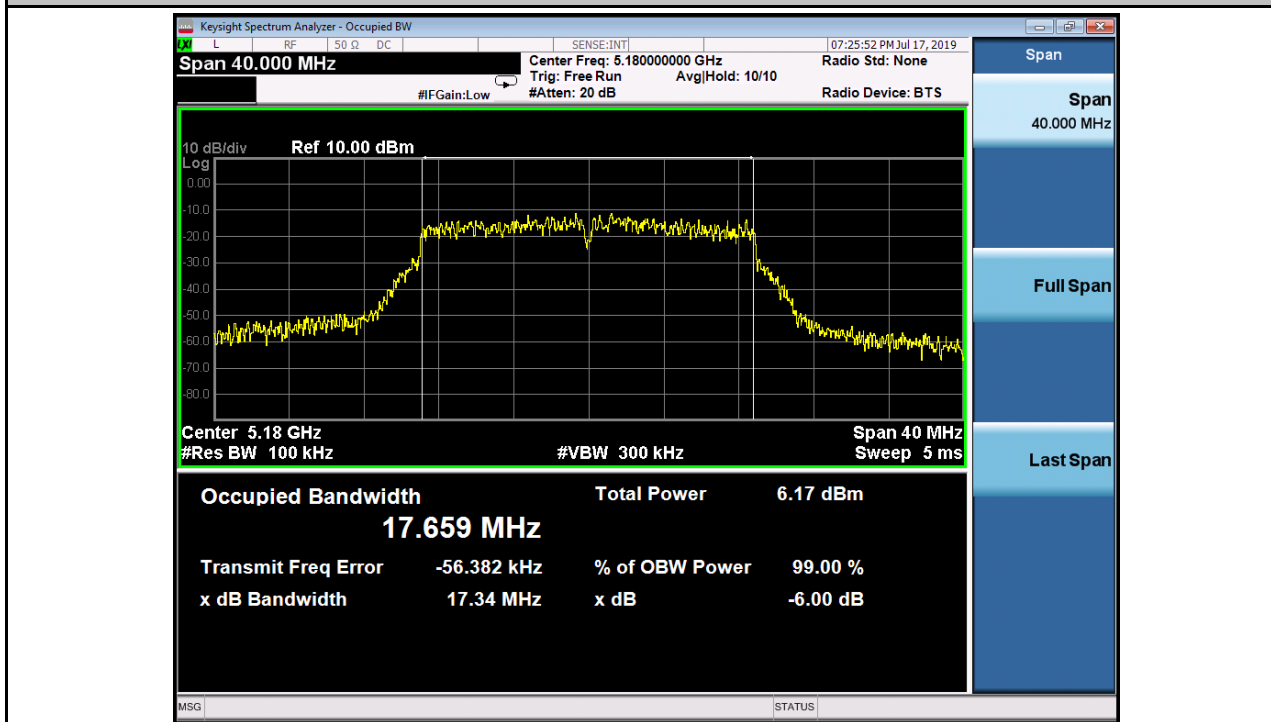 Keysight Spectrum Analyzer - Occupied BW
LXI L RF 50 Ω DC SENSE:INT 07:25:52 PM Jul 17, 2019
Span 40.000 MHz
Center Freq: 5.180000000 GHz
Radio Std: None
Trig: Free Run Avg|Hold: 10/10
#IFGain:Low
#Atten: 20 dB
Radio Device: BTS
10 dB/div Ref 10.00 dBm
Log
0.00
-10.0
-20.0
-30.0
-40.0
-50.0
-60.0
-70.0
-80.0
Center 5.18 GHz Span 40 MHz
#Res BW 100 kHz #VBW 300 kHz Sweep 5 ms
Occupied Bandwidth
17.659 MHz
Total Power 6.17 dBm
Transmit Freq Error -56.382 kHz
% of OBW Power 99.00 %
x dB Bandwidth 17.34 MHz
x dB -6.00 dB
Span
Span
40.000 MHz
Full Span
Last Span
MSG STATUS